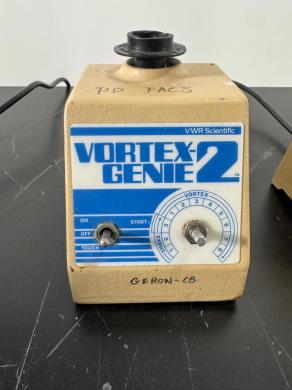 PD FACS
VWR Scientific
VORTEX-
GENIE 2™
VORTEX
ON
START
OFF
TOUCH
1 2 3 4 5 6 7 8
GERON-CB